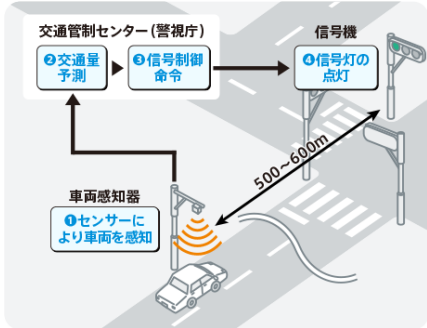 交通管制センター(警視庁)
❷交通量
予測
❸信号制御
命令
信号機
❹信号灯の
点灯
500〜600m
車両感知器
❶センサーに
より車両を感知